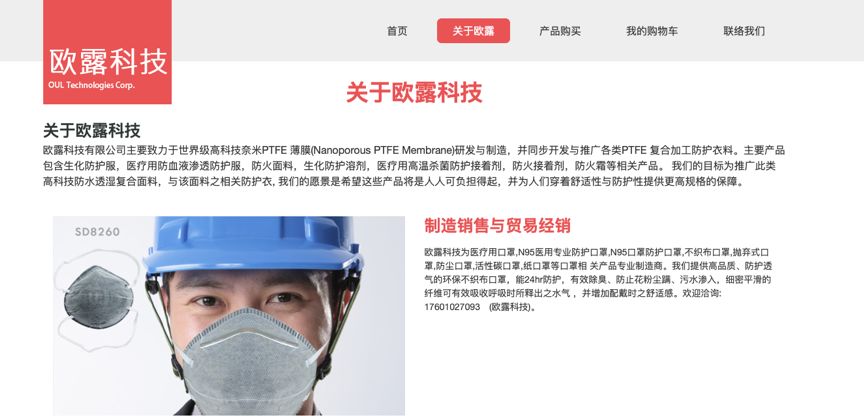 欧露科技
OUL Technologies Corp.
首页
关于欧露
产品购买
我的购物车
联络我们
关于欧露科技
关于欧露科技
欧露科技有限公司主要致力于世界级高科技奈米PTFE 薄膜(Nanoporous PTFE Membrane)研发与制造，并同步开发与推广各类PTFE 复合加工防护衣料。主要产品
包含生化防护服，医疗用防血液渗透防护服，防火面料，生化防护溶剂，医疗用高温杀菌防护接着剂，防火接着剂，防火霜等相关产品。 我们的目标为推广此类
高科技防水透湿复合面料，与该面料之相关防护衣, 我们的愿景是希望这些产品将是人人可负担得起，并为人们穿着舒适性与防护性提供更高规格的保障。
SD8260
制造销售与贸易经销
欧露科技为医疗用口罩,N95医用专业防护口罩,N95口罩防护口罩,不织布口罩,抛弃式口
罩,防尘口罩,活性碳口罩,纸口罩等口罩相 关产品专业制造商。我们提供高品质、防护透
气的环保不织布口罩，能24hr防护，有效除臭、防止花粉尘螨、污水渗入，细密平滑的
纤维可有效吸收呼吸时所释出之水气 ，并增加配戴时之舒适感。欢迎洽询:
17601027093 (欧露科技)。